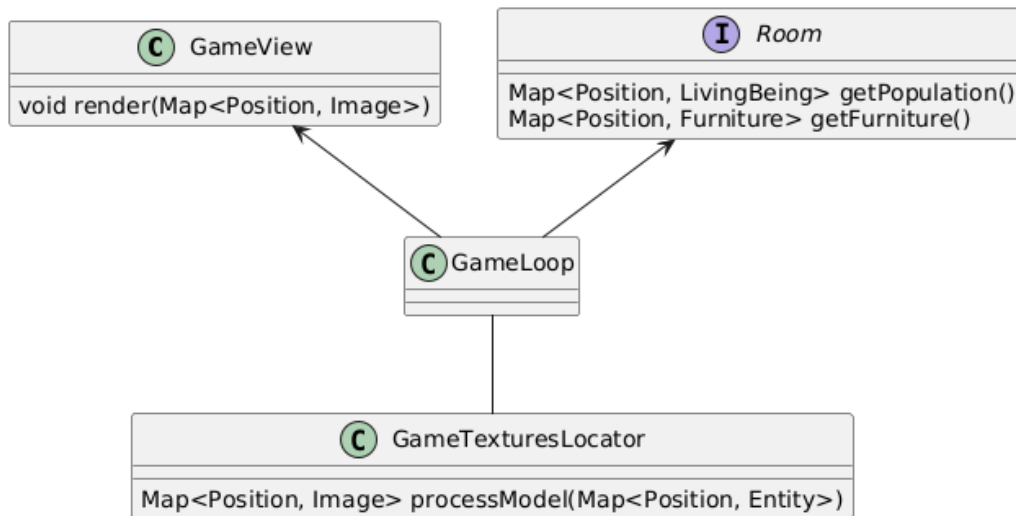 C GameView
void render(Map<Position, Image>)
I Room
Map<Position, LivingBeing> getPopulation()
Map<Position, Furniture> getFurniture()
C GameLoop
C GameTexturesLocator
Map<Position, Image> processModel(Map<Position, Entity>)